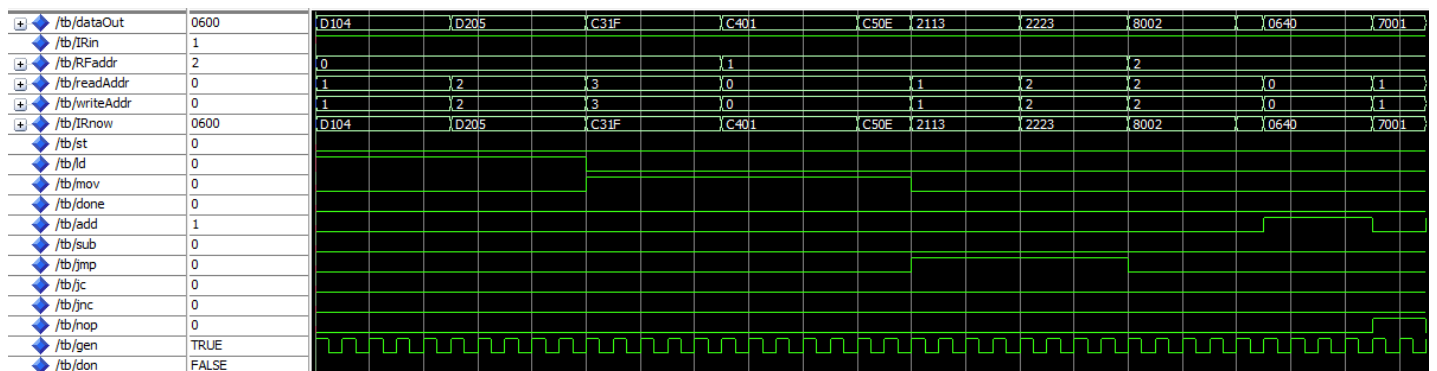 /tb/dataOut 0600 D104 D205 C31F C401 C50E 2113 2223 8002 0640 7001
/tb/IRin 1
/tb/RFaddr 2 0 1 2
/tb/readAddr 0 1 2 3 0 1 2 2 0 1
/tb/writeAddr 0 1 2 3 0 1 2 2 0 1
/tb/IRnow 0600 D104 D205 C31F C401 C50E 2113 2223 8002 0640 7001
/tb/st 0
/tb/ld 0
/tb/mov 0
/tb/done 0
/tb/add 1
/tb/sub 0
/tb/jmp 0
/tb/jc 0
/tb/jnc 0
/tb/nop 0
/tb/gen TRUE
/tb/don FALSE